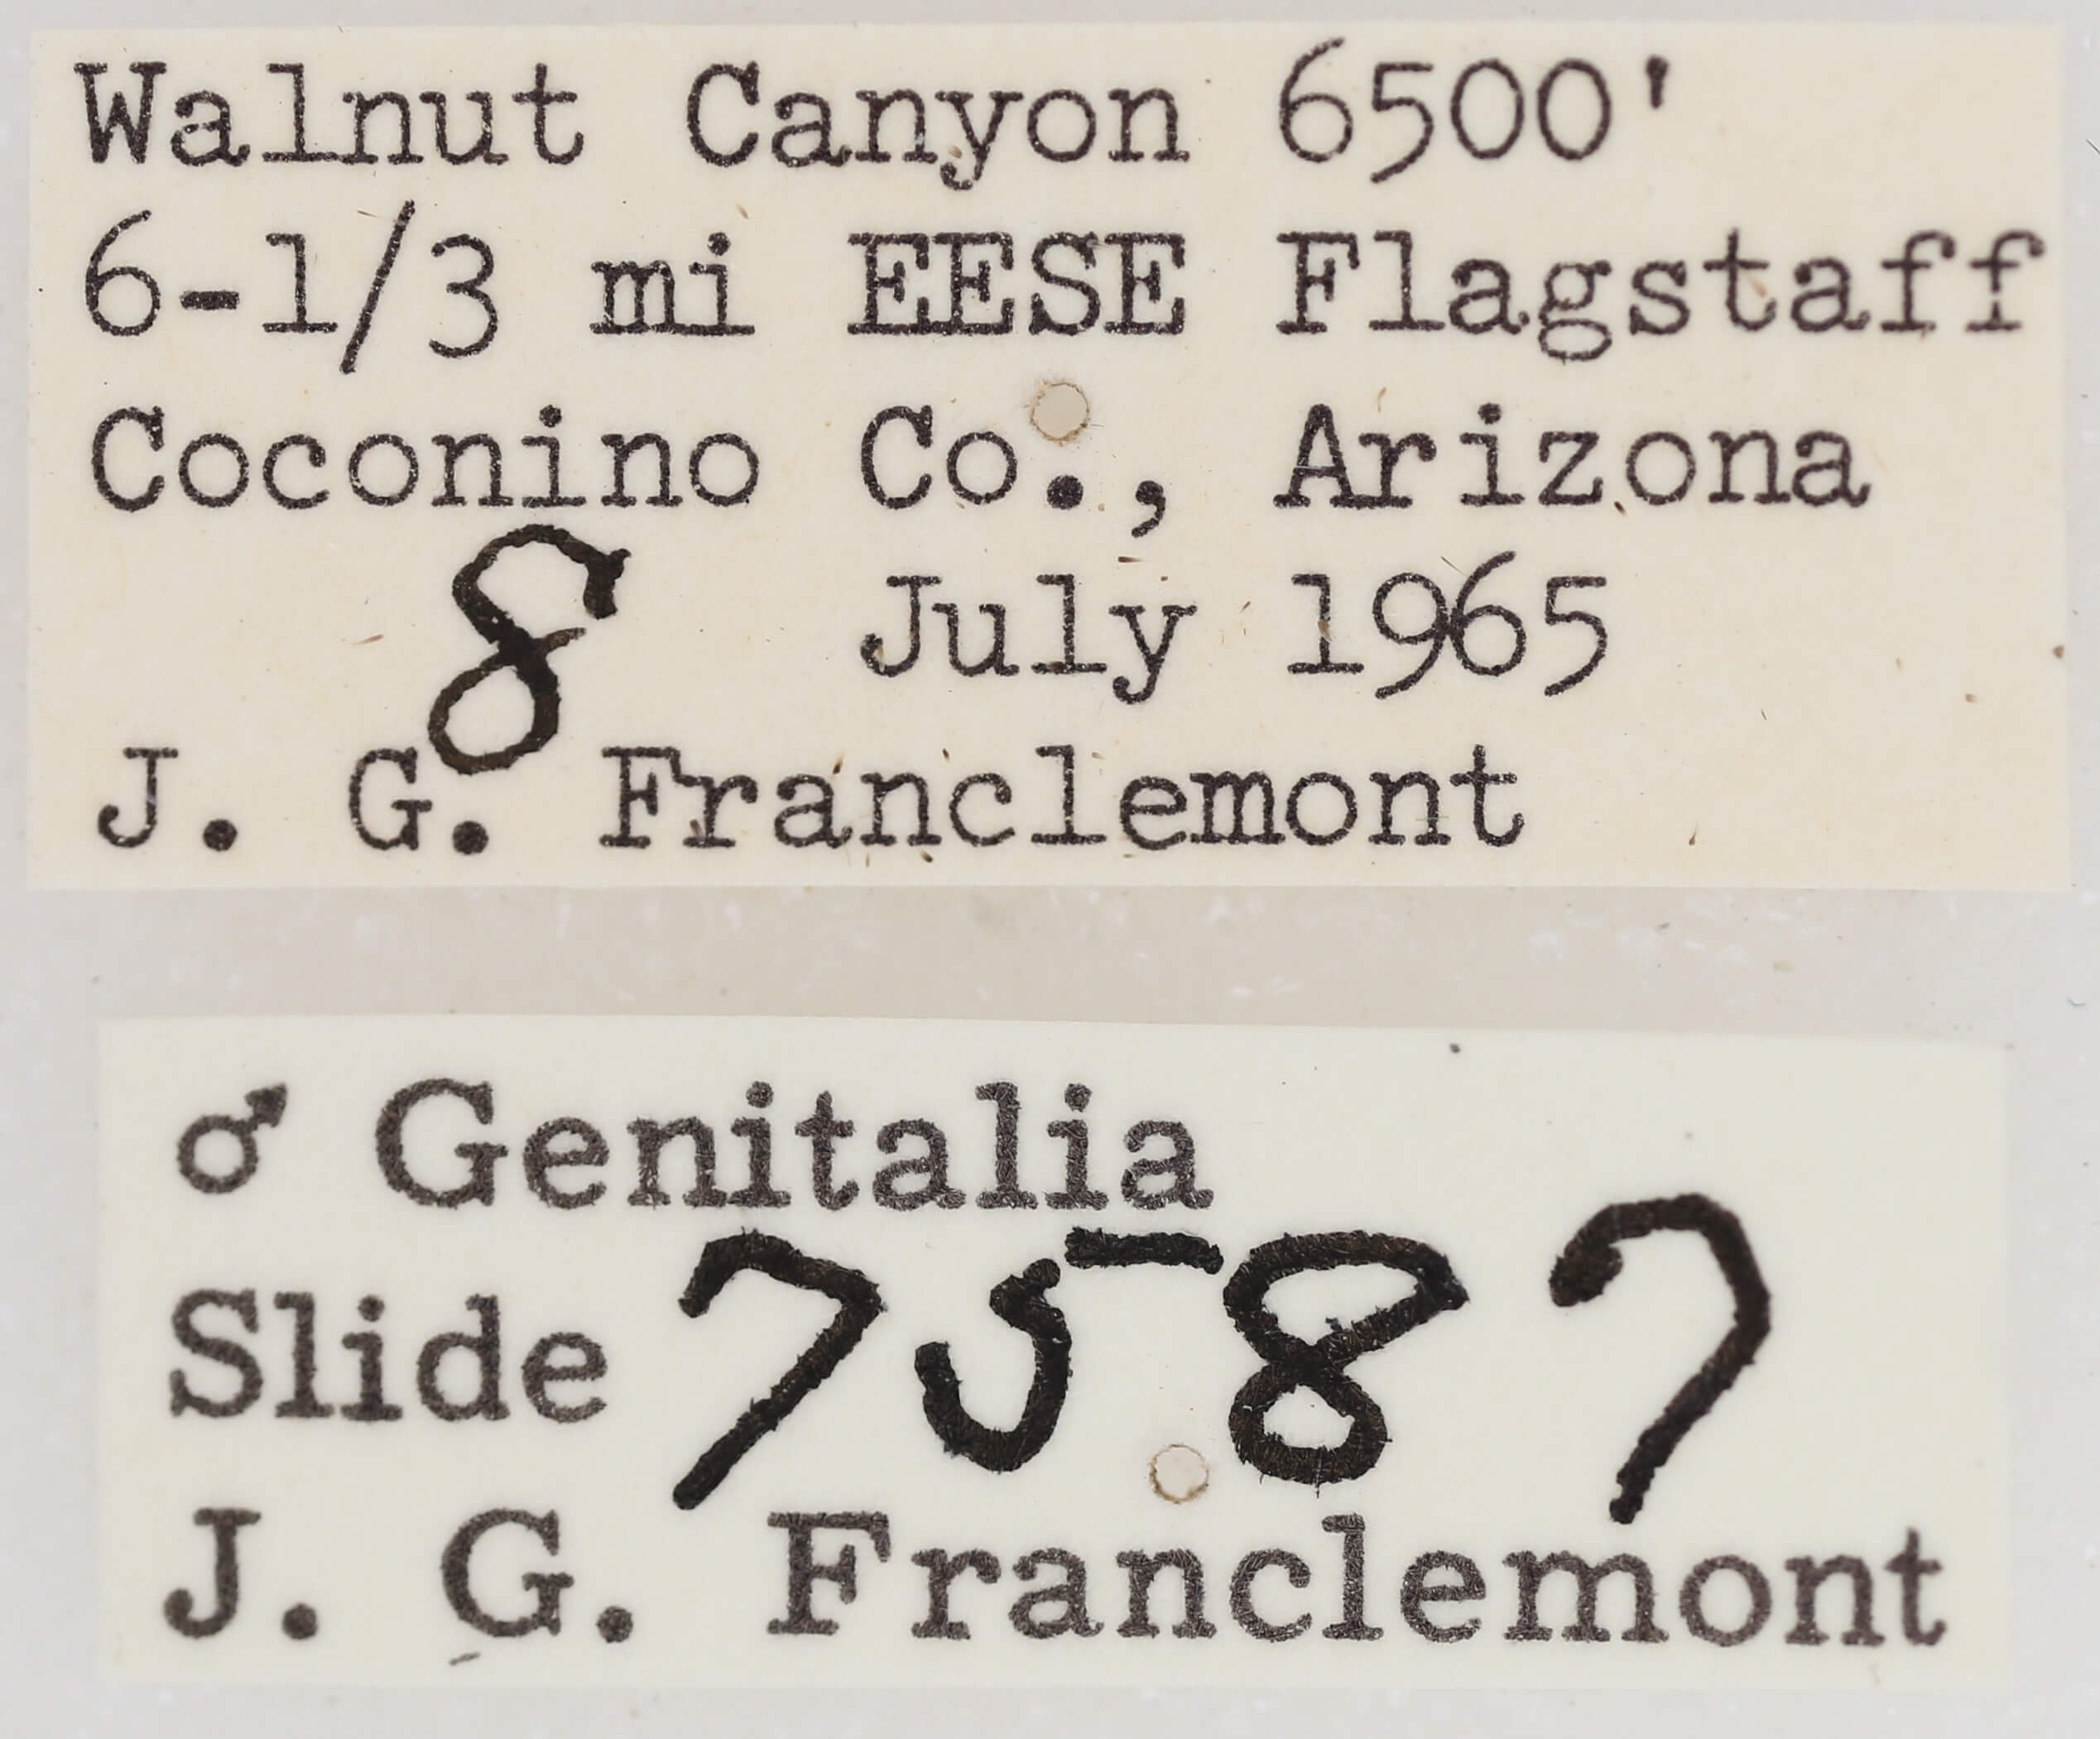 Walnut Canyon 6500'
6-1/3 mi EESE Flagstaff
Coconino Co., Arizona
8 July 1965
J. G. Franclemont
♂ Genitalia
Slide 7587
J. G. Franclemont